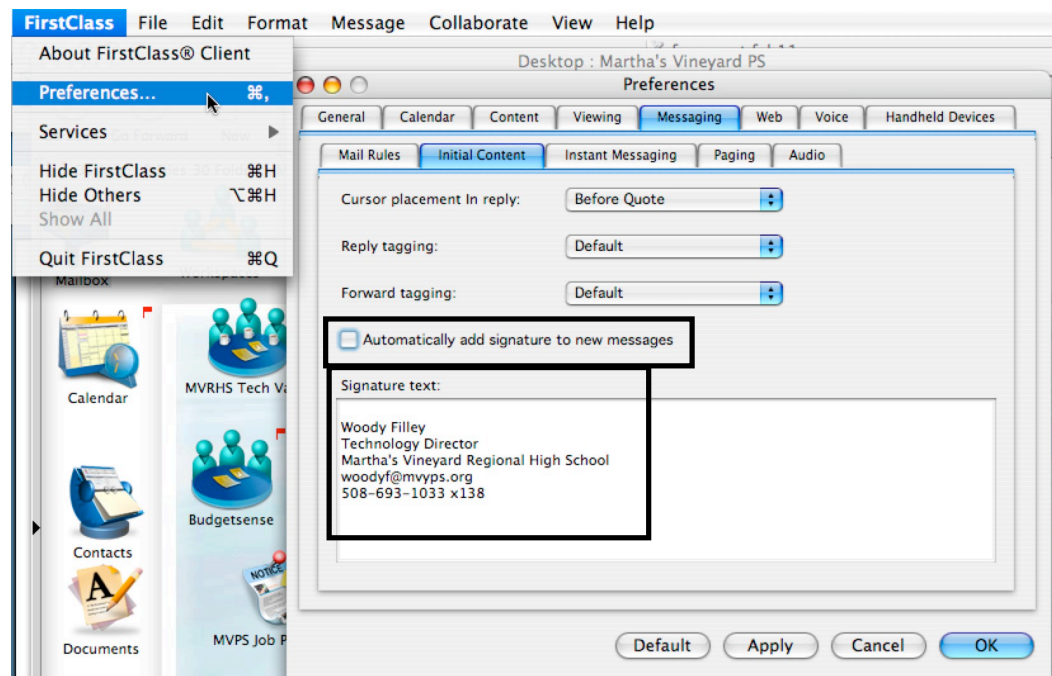 FirstClass File Edit Format Message Collaborate View Help
About FirstClass® Client
Preferences... ⌘,
Services
Hide FirstClass ⌘H
Hide Others ⌥⌘H
Show All
Quit FirstClass ⌘Q
Desktop : Martha's Vineyard PS
Preferences
General Calendar Content Viewing Messaging Web Voice Handheld Devices
Mail Rules Initial Content Instant Messaging Paging Audio
Cursor placement In reply: Before Quote
Reply tagging: Default
Forward tagging: Default
Automatically add signature to new messages
Signature text:
Woody Filley
Technology Director
Martha's Vineyard Regional High School
woodyf@mvyps.org
508-693-1033 x138
Default Apply Cancel OK
Mailbox
Calendar
MVRHS Tech
Budgetsense
Contacts
NOTICE
Documents
MVPS Job